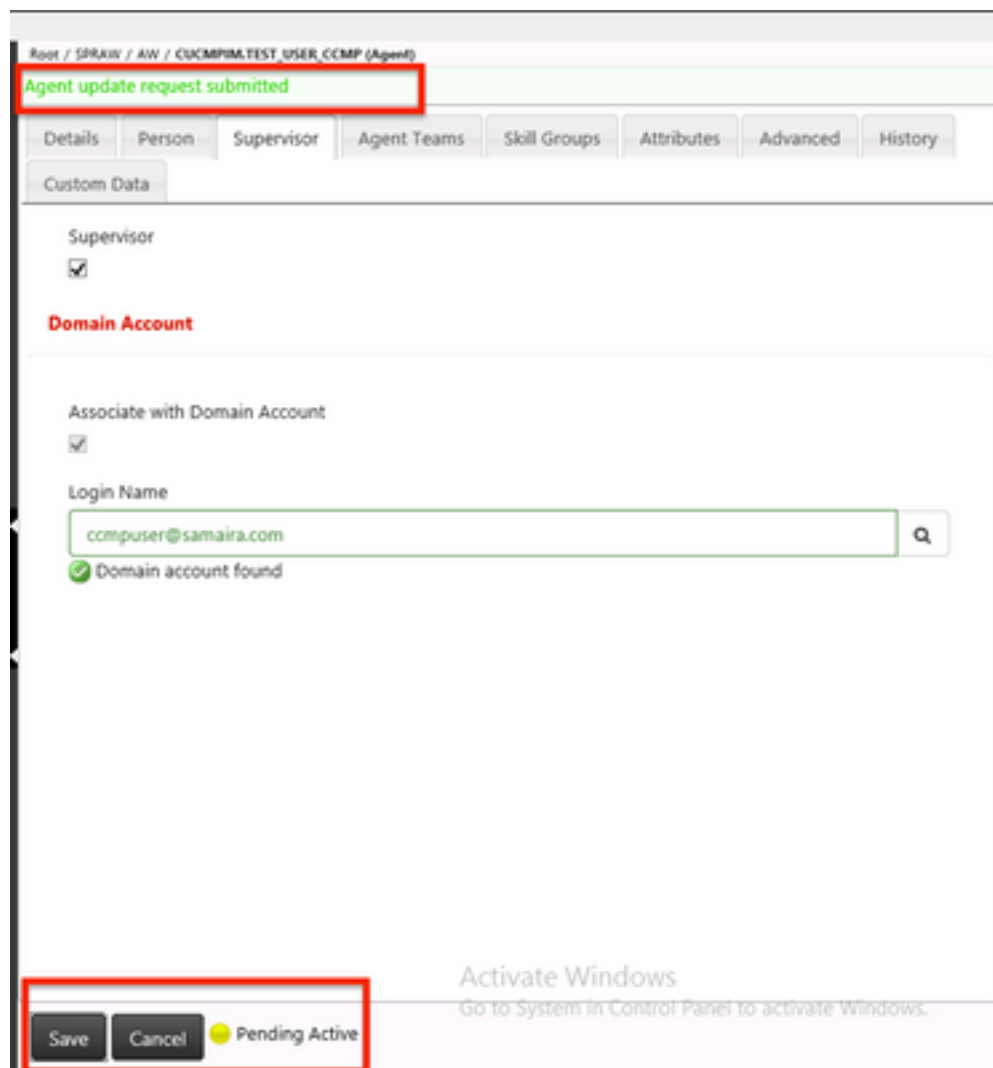 Root / SPRAW / AW / CUCMPIM.TEST_USER_CCMP (Agent)
Agent update request submitted
Details Person Supervisor Agent Teams Skill Groups Attributes Advanced History
Custom Data
Supervisor
Domain Account
Associate with Domain Account
Login Name
ccmpuser@samaira.com
Domain account found
Activate Windows
Go to System in Control Panel to activate Windows.
Save Cancel Pending Active